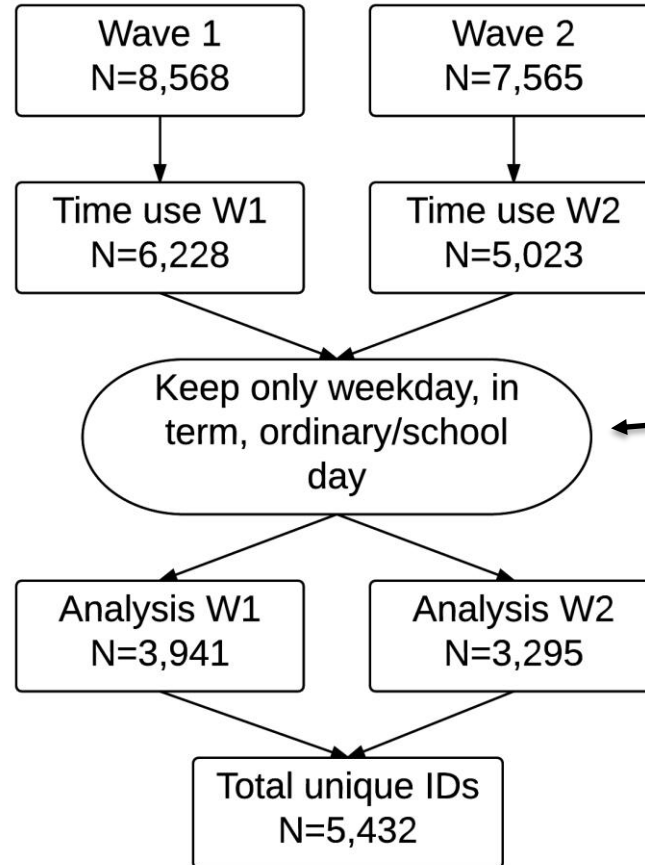 Wave 1
N=8,568
Wave 2
N=7,565
Time use W1
N=6,228
Time use W2
N=5,023
Keep only weekday, in
term, ordinary/school
day
Analysis W1
N=3,941
Analysis W2
N=3,295
Total unique IDs
N=5,432